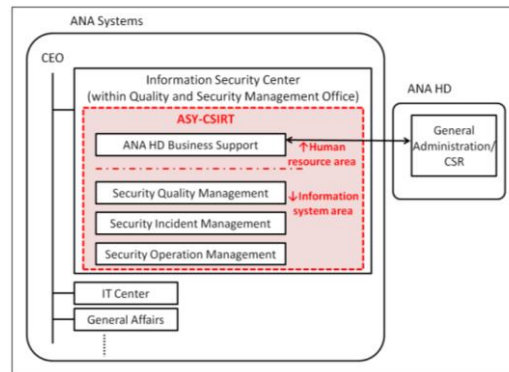 ANA Systems
CEO
Information Security Center
(within Quality and Security Management Office)
ASY-CSIRT
ANA HD Business Support
↑Human
resource area
Security Quality Management
↓Information
system area
Security Incident Management
Security Operation Management
IT Center
General Affairs
ANA HD
General
Administration/
CSR